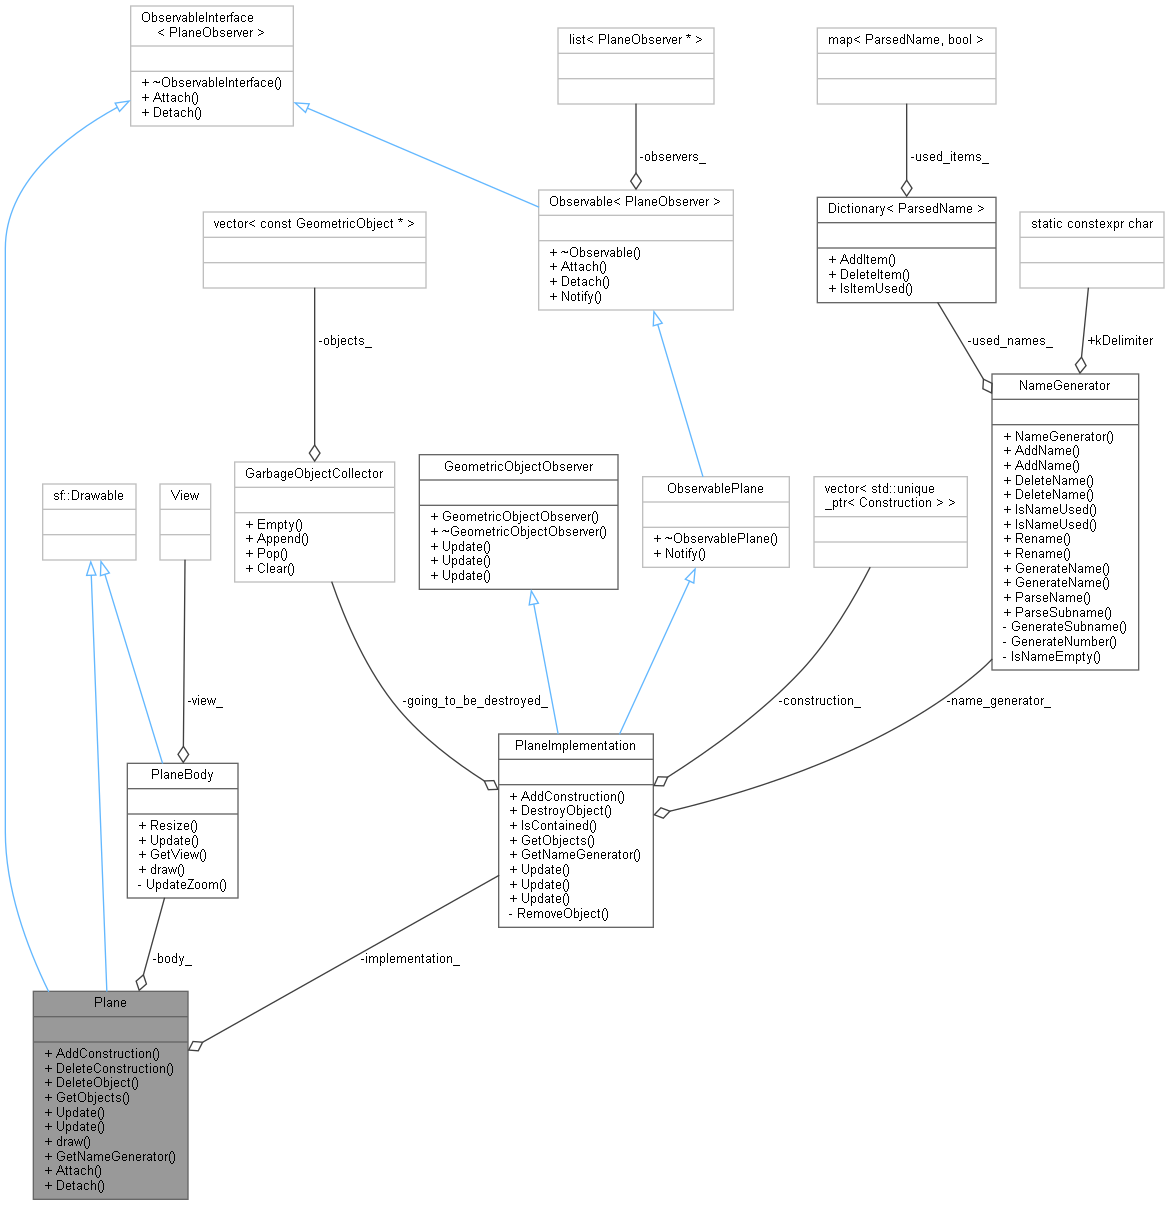 ObservableInterface
< PlaneObserver >
+ ~ObservableInterface()
+ Attach()
+ Detach()
list< PlaneObserver * >
map< ParsedName, bool >
-observers_
-used_items_
Observable< PlaneObserver >
+ ~Observable()
+ Attach()
+ Detach()
+ Notify()
Dictionary< ParsedName >
+ AddItem()
+ DeleteItem()
+ IsItemUsed()
vector< const GeometricObject * >
static constexpr char
-objects_
-used_names_
+kDelimiter
NameGenerator
+ NameGenerator()
+ AddName()
+ AddName()
+ DeleteName()
+ DeleteName()
+ IsNameUsed()
+ IsNameUsed()
+ Rename()
+ Rename()
+ GenerateName()
+ GenerateName()
+ ParseName()
+ ParseSubname()
- GenerateSubname()
- GenerateNumber()
- IsNameEmpty()
sf::Drawable
View
GarbageObjectCollector
+ Empty()
+ Append()
+ Pop()
+ Clear()
GeometricObjectObserver
+ GeometricObjectObserver()
+ ~GeometricObjectObserver()
+ Update()
+ Update()
+ Update()
ObservablePlane
+ ~ObservablePlane()
+ Notify()
vector< std::unique
_ptr< Construction > >
-view_
-going_to_be_destroyed_
-construction_
-name_generator_
PlaneBody
+ Resize()
+ Update()
+ GetView()
+ draw()
- UpdateZoom()
PlaneImplementation
+ AddConstruction()
+ DestroyObject()
+ IsContained()
+ GetObjects()
+ GetNameGenerator()
+ Update()
+ Update()
+ Update()
- RemoveObject()
-body_
-implementation_
Plane
+ AddConstruction()
+ DeleteConstruction()
+ DeleteObject()
+ GetObjects()
+ Update()
+ Update()
+ draw()
+ GetNameGenerator()
+ Attach()
+ Detach()